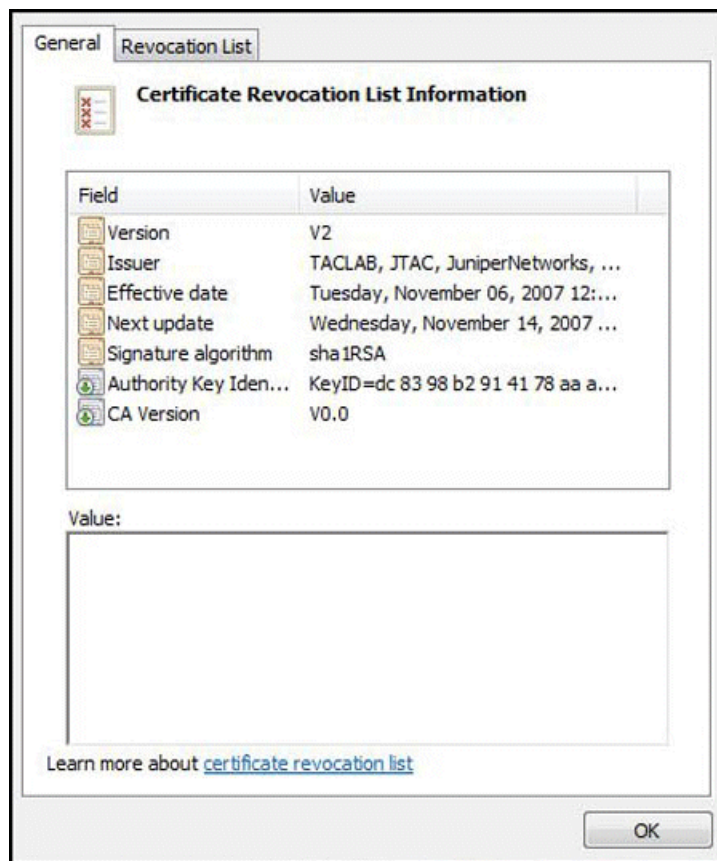 General Revocation List
Certificate Revocation List Information
Field Value
Version V2
Issuer TACLAB, JTAC, JuniperNetworks, ...
Effective date Tuesday, November 06, 2007 12:...
Next update Wednesday, November 14, 2007 ...
Signature algorithm sha1RSA
Authority Key Iden... KeyID=dc 83 98 b2 91 41 78 aa a...
CA Version V0.0
Value:
Learn more about certificate revocation list
OK